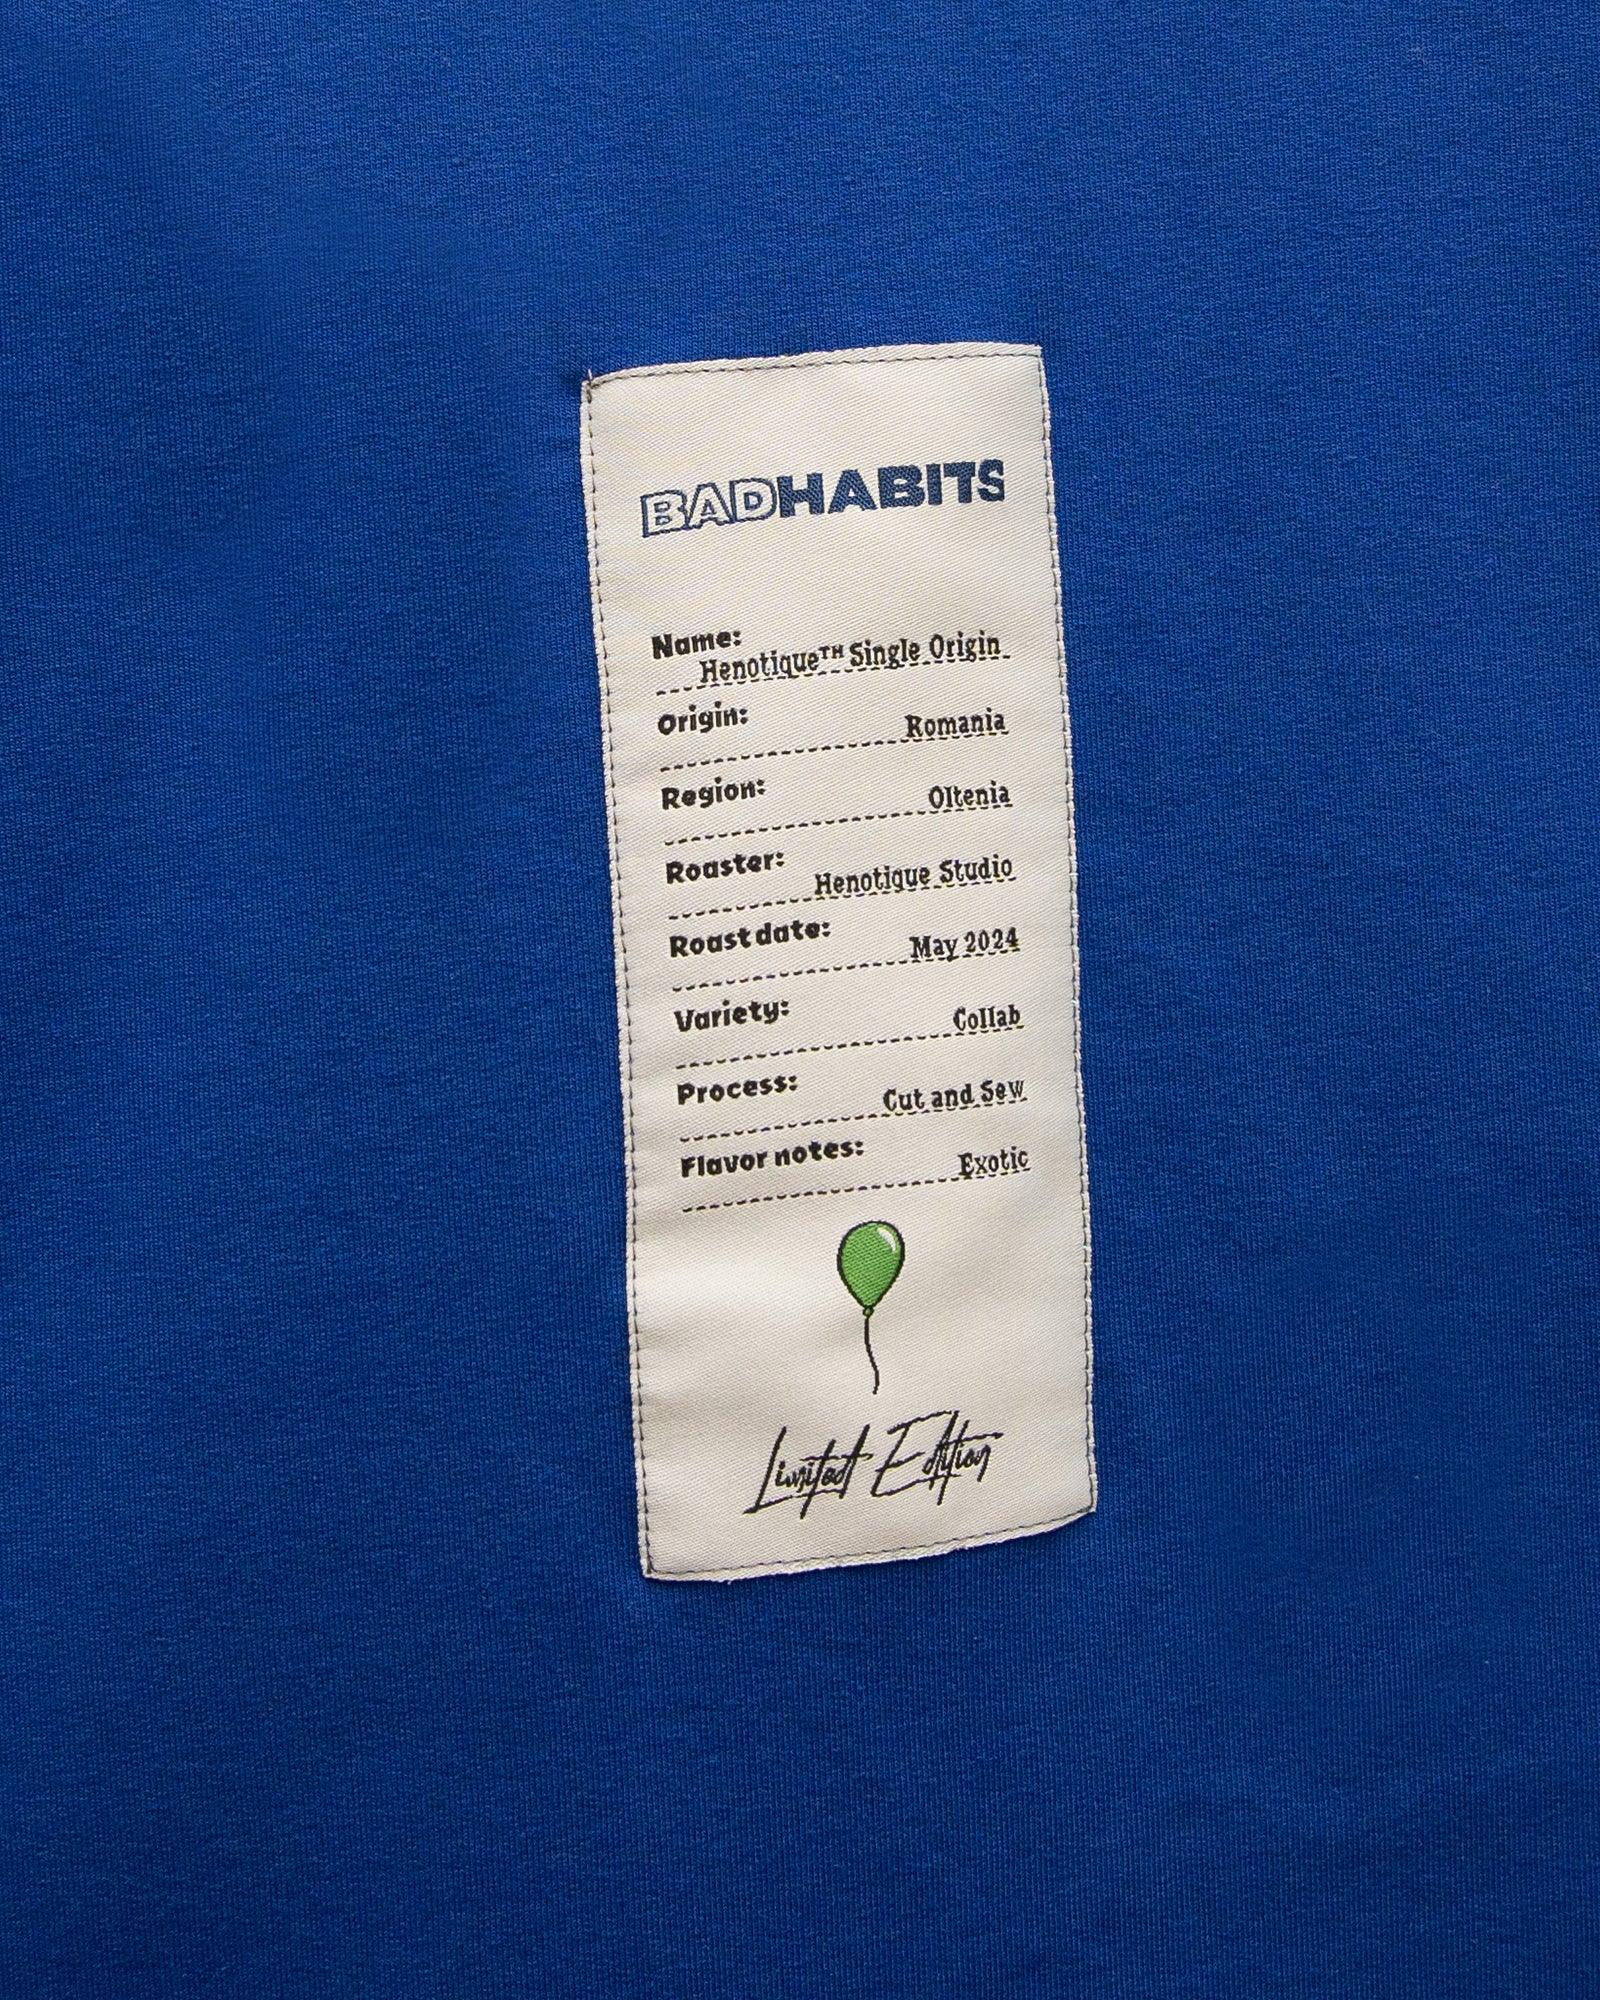 BADHABITS
Name:
Henotique™ Single Origin
Origin:
Romania
Region:
Oltenia
Roaster:
Henotique Studio
Roast date:
May 2024
Variety:
Collab
Process:
Cut and Sew
Flavor notes:
Exotic
Limited Edition